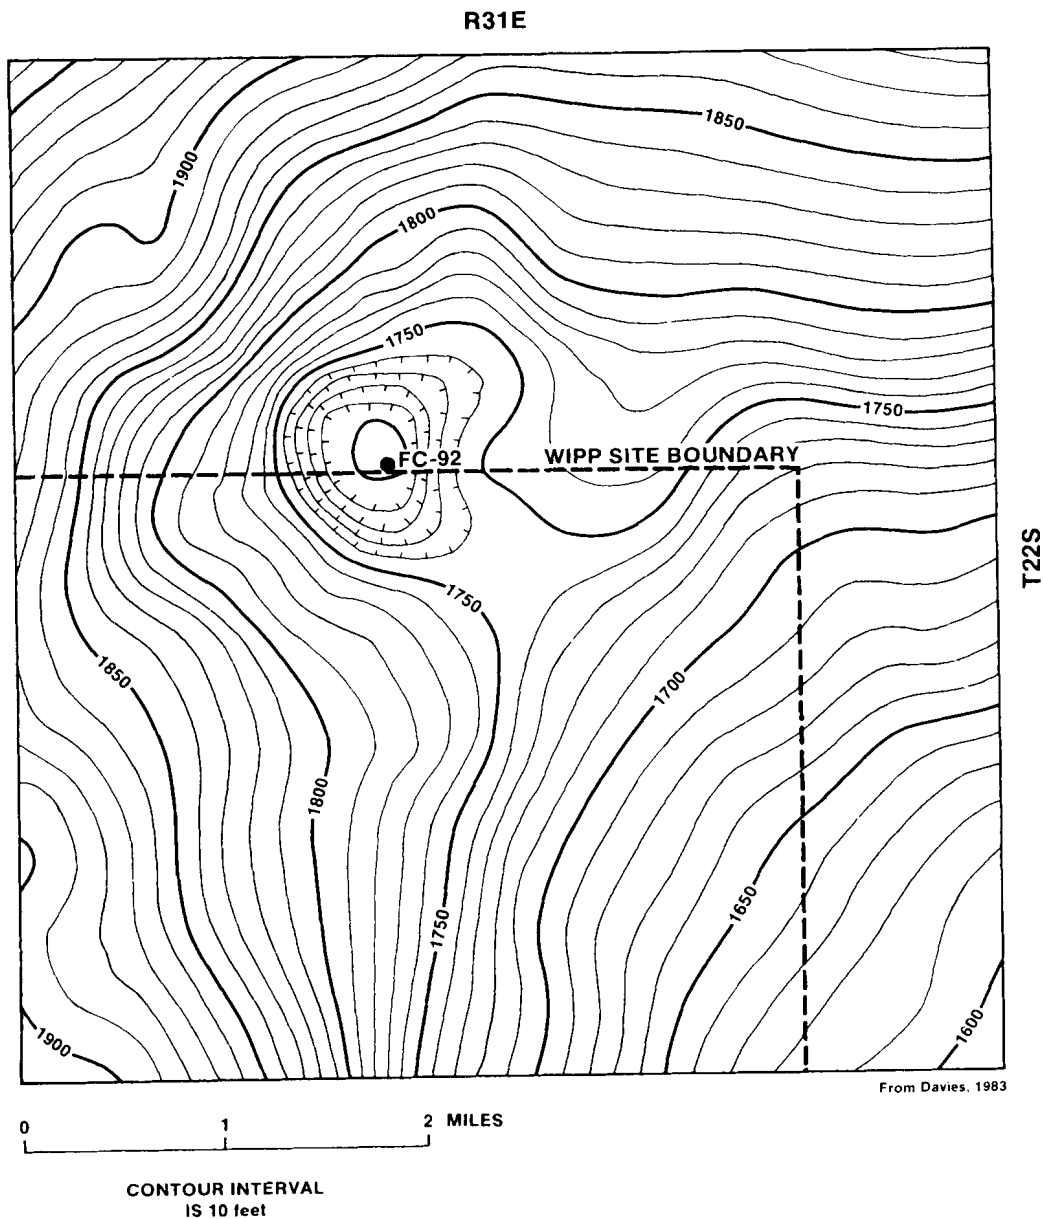 R31E
1850
1900
1800
1750
1750
FC-92
WIPP SITE BOUNDARY
T22S
1750
1850
1700
1800
1650
1750
1900
1600
From Davies, 1983
0 1 2 MILES
CONTOUR INTERVAL
IS 10 feet